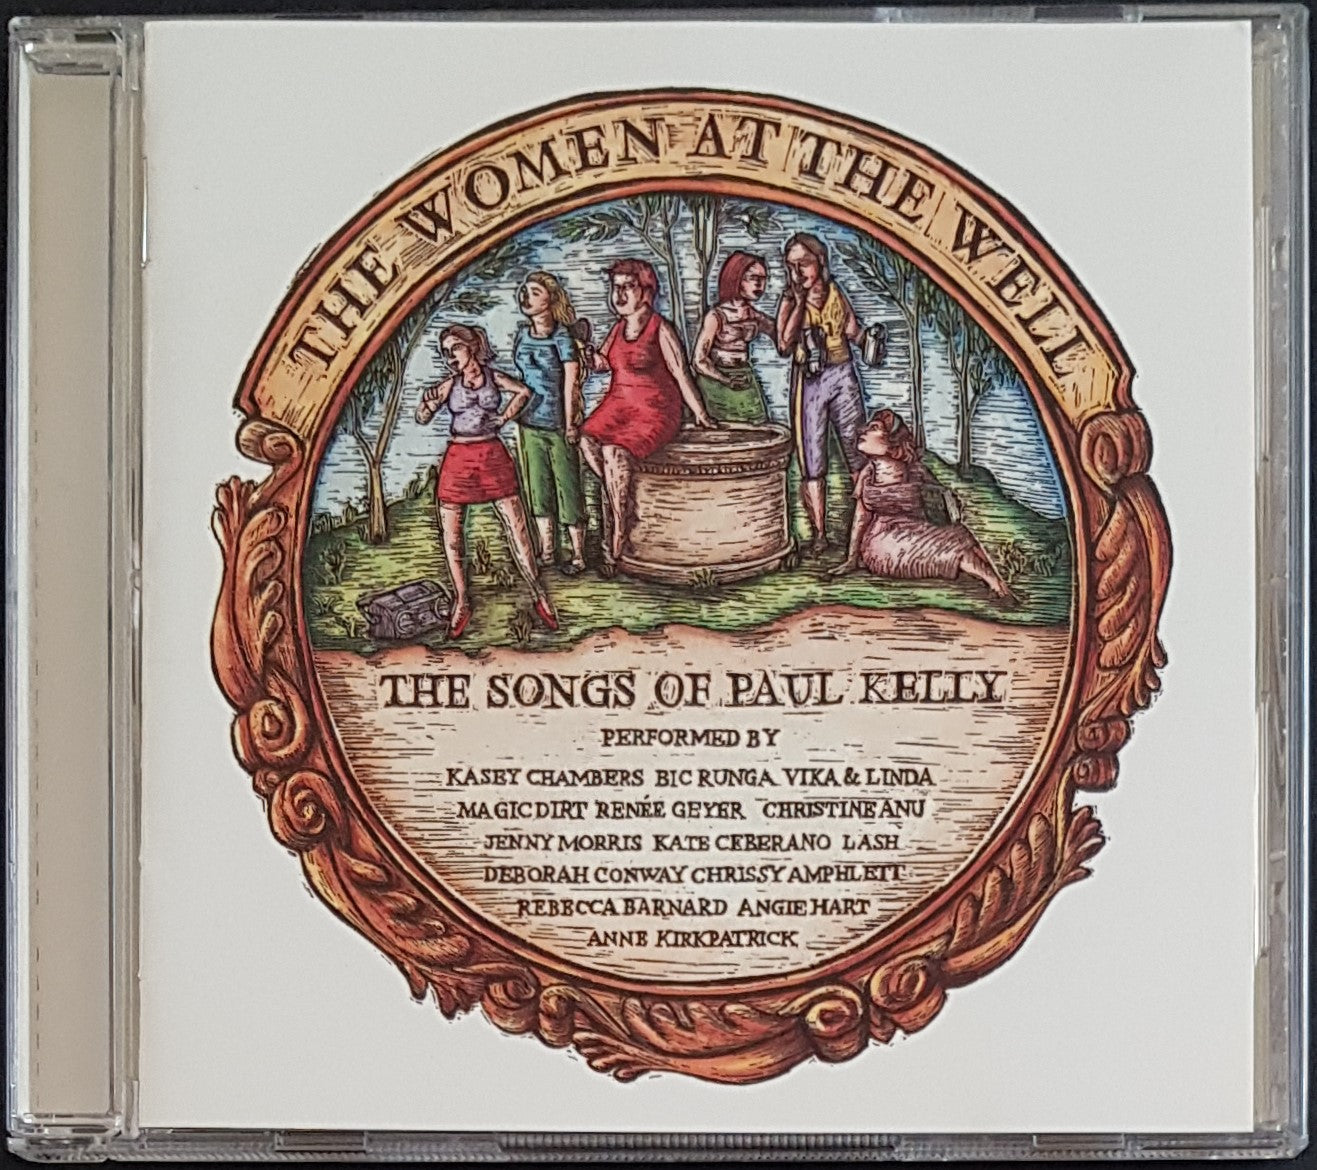 THE WOMEN AT THE WELL
THE SONGS OF PAUL KELLY
PERFORMED BY
KASEY CHAMBERS BIC RUNGA VIKA & LINDA
MAGIC DIRT RENÉE GEYER CHRISTINE ANU
JENNY MORRIS KATE CEBERANO LASH
DEBORAH CONWAY CHRISSY AMPHLETT
REBECCA BARNARD ANGIE HART
ANNE KIRKPATRICK